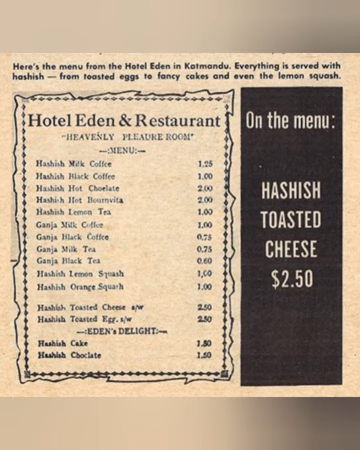 Here's the menu from the Hotel Eden in Katmandu. Everything is served with
hashish — from toasted eggs to fancy cakes and even the lemon squash.
Hotel Eden & Restaurant
"HEAVENLY PLEAURE ROOM"
—:MENU:—
Hashish Milk Coffee 1.25
Hashish Black Coffee 1.00
Hashish Hot Choclate 2.00
Hashish Hot Bournvita 2.00
Hashish Lemon Tea 1.00
Ganja Milk Coffee 1.00
Ganja Black Coffee 0.75
Ganja Milk Tea 0.75
Ganja Black Tea 0.60
Hashish Lemon Squash 1,00
Hashish Orange Squash 1.00
Hashish Toasted Cheese s/w 2.50
Hashish Toasted Egg. s/w 2.50
—:EDEN's DELIGHT:—
Hashish Cake 1.50
Hashish Choclate 1.50
On the menu:
HASHISH
TOASTED
CHEESE
$2.50